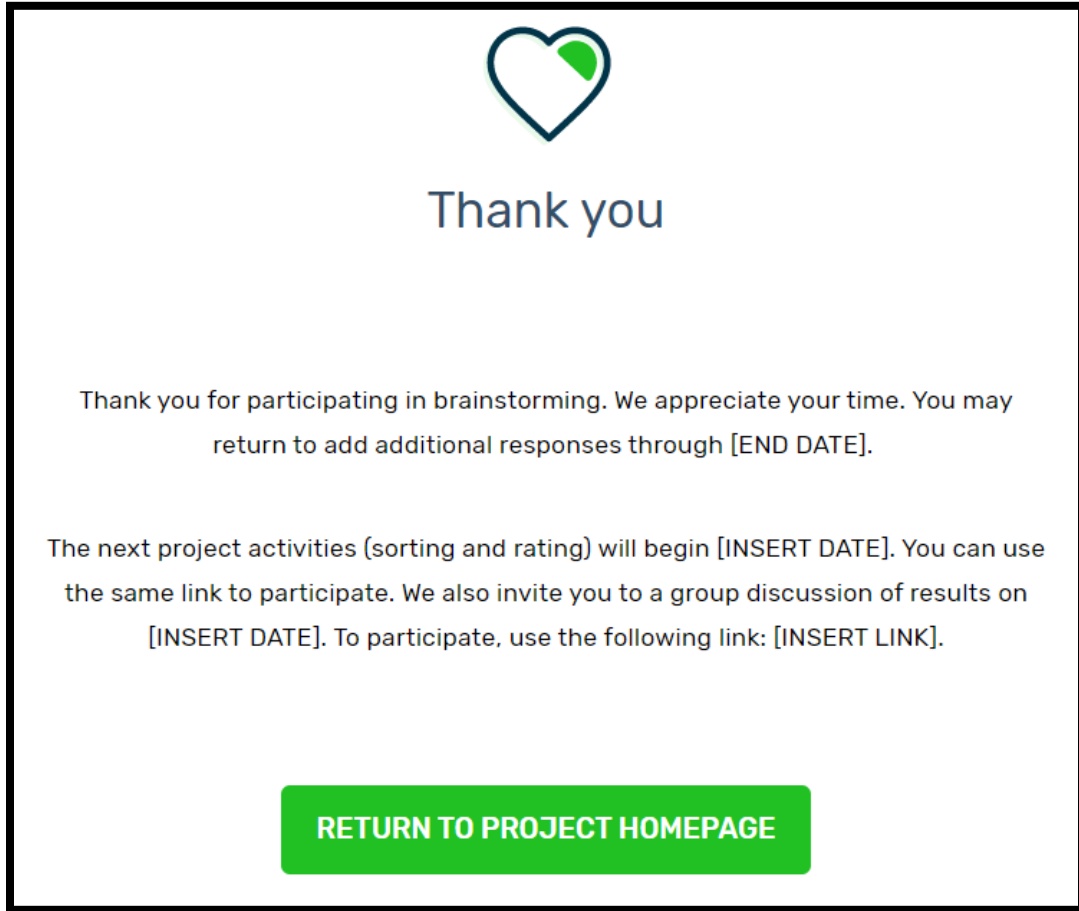 Thank you
Thank you for participating in brainstorming. We appreciate your time. You may
return to add additional responses through [END DATE].
The next project activities (sorting and rating) will begin [INSERT DATE]. You can use
the same link to participate. We also invite you to a group discussion of results on
[INSERT DATE]. To participate, use the following link: [INSERT LINK].
RETURN TO PROJECT HOMEPAGE